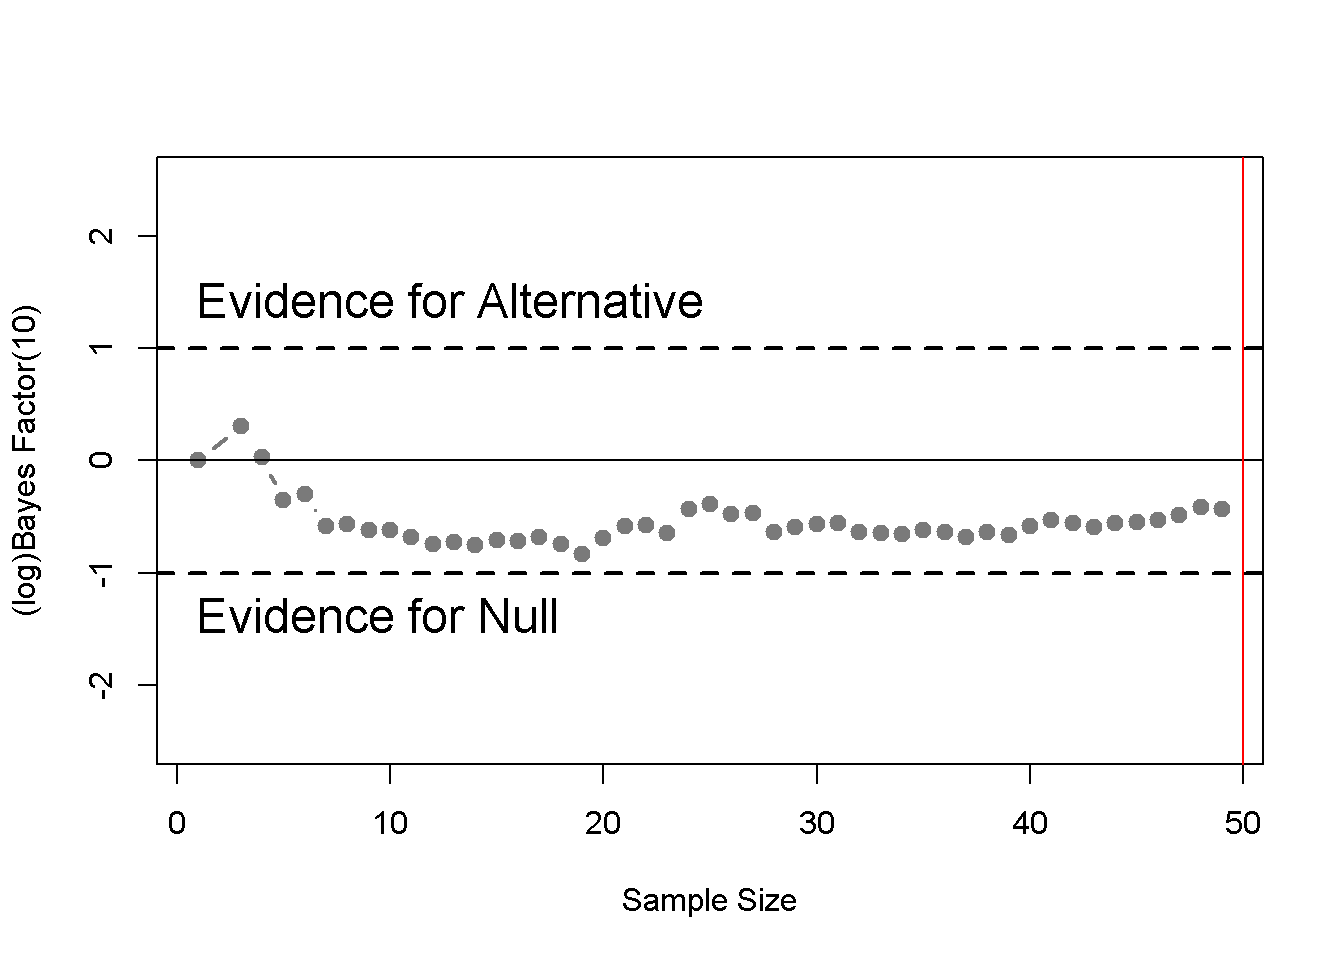 2
Evidence for Alternative
1
(log)Bayes Factor(10)
0
-1
Evidence for Null
-2
0 10 20 30 40 50
Sample Size